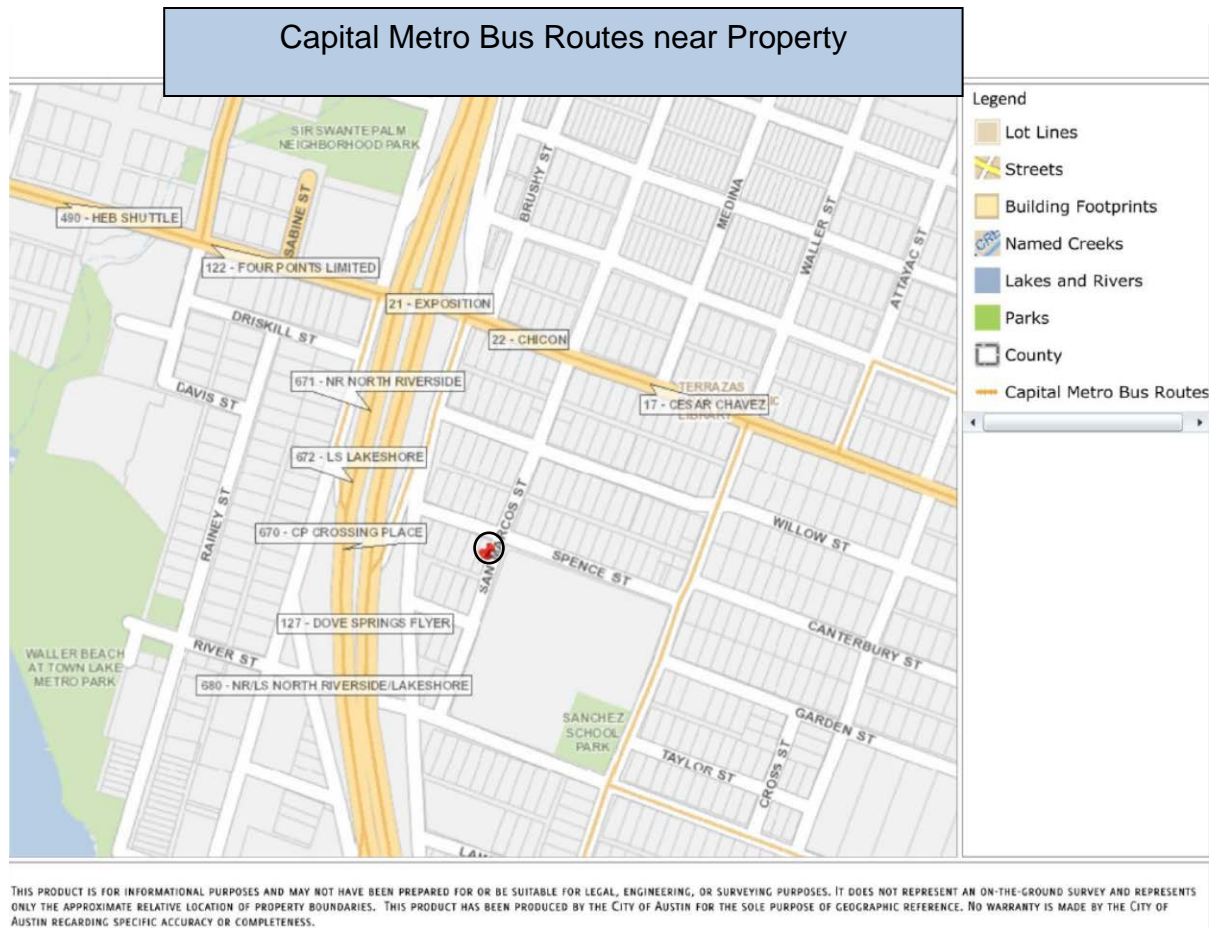 Capital Metro Bus Routes near Property
Legend
Lot Lines
Streets
Building Footprints
CRE
Named Creeks
Lakes and Rivers
Parks
County
Capital Metro Bus Routes
SIR SWANTE PALM
NEIGHBORHOOD PARK
BRUSHY ST
MEDINA
WALLER ST
ATTAYAC ST
SABINE ST
490 - HEB SHUTTLE
122 - FOUR POINTS LIMITED
21 - EXPOSITION
22 - CHICON
DRISKILL ST
671 - NR NORTH RIVERSIDE
TERRAZAS
17 - CESAR CHAVEZ
LIBRARY
DAVIS ST
672 - LS LAKESHORE
RAINEY ST
670 - CP CROSSING PLACE
SAN MARCOS ST
SPENCE ST
WILLOW ST
127 - DOVE SPRINGS FLYER
CANTERBURY ST
WALLER BEACH
AT TOWN LAKE
METRO PARK
RIVER ST
680 - NR/LS NORTH RIVERSIDE/LAKESHORE
SANCHEZ
SCHOOL
PARK
GARDEN ST
TAYLOR ST
CROSS ST
THIS PRODUCT IS FOR INFORMATIONAL PURPOSES AND MAY NOT HAVE BEEN PREPARED FOR OR BE SUITABLE FOR LEGAL, ENGINEERING, OR SURVEYING PURPOSES. IT DOES NOT REPRESENT AN ON-THE-GROUND SURVEY AND REPRESENTS
ONLY THE APPROXIMATE RELATIVE LOCATION OF PROPERTY BOUNDARIES. THIS PRODUCT HAS BEEN PRODUCED BY THE CITY OF AUSTIN FOR THE SOLE PURPOSE OF GEOGRAPHIC REFERENCE. NO WARRANTY IS MADE BY THE CITY OF
AUSTIN REGARDING SPECIFIC ACCURACY OR COMPLETENESS.